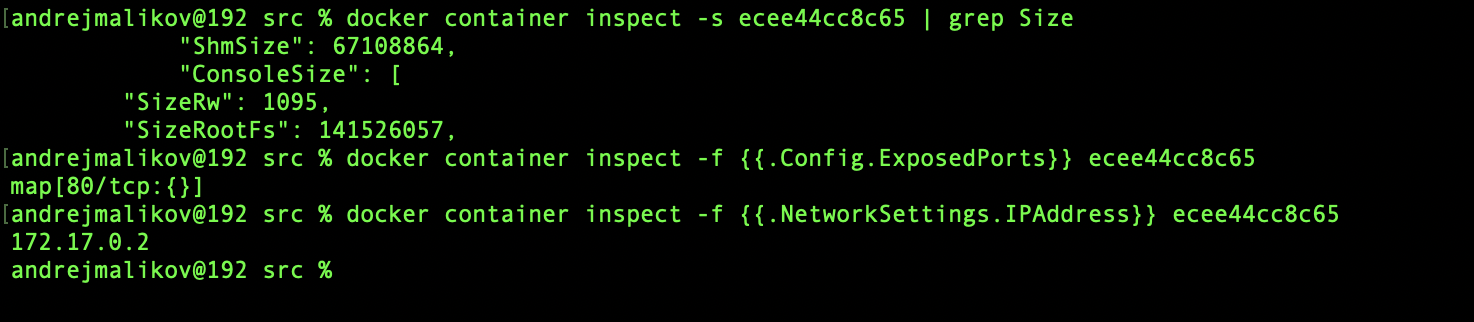 [andrejmalikov@192 src % docker container inspect -s ecee44cc8c65 | grep Size
            "ShmSize": 67108864,
            "ConsoleSize": [
        "SizeRw": 1095,
        "SizeRootFs": 141526057,
[andrejmalikov@192 src % docker container inspect -f {{.Config.ExposedPorts}} ecee44cc8c65
map[80/tcp:{}]
[andrejmalikov@192 src % docker container inspect -f {{.NetworkSettings.IPAddress}} ecee44cc8c65
172.17.0.2
andrejmalikov@192 src %